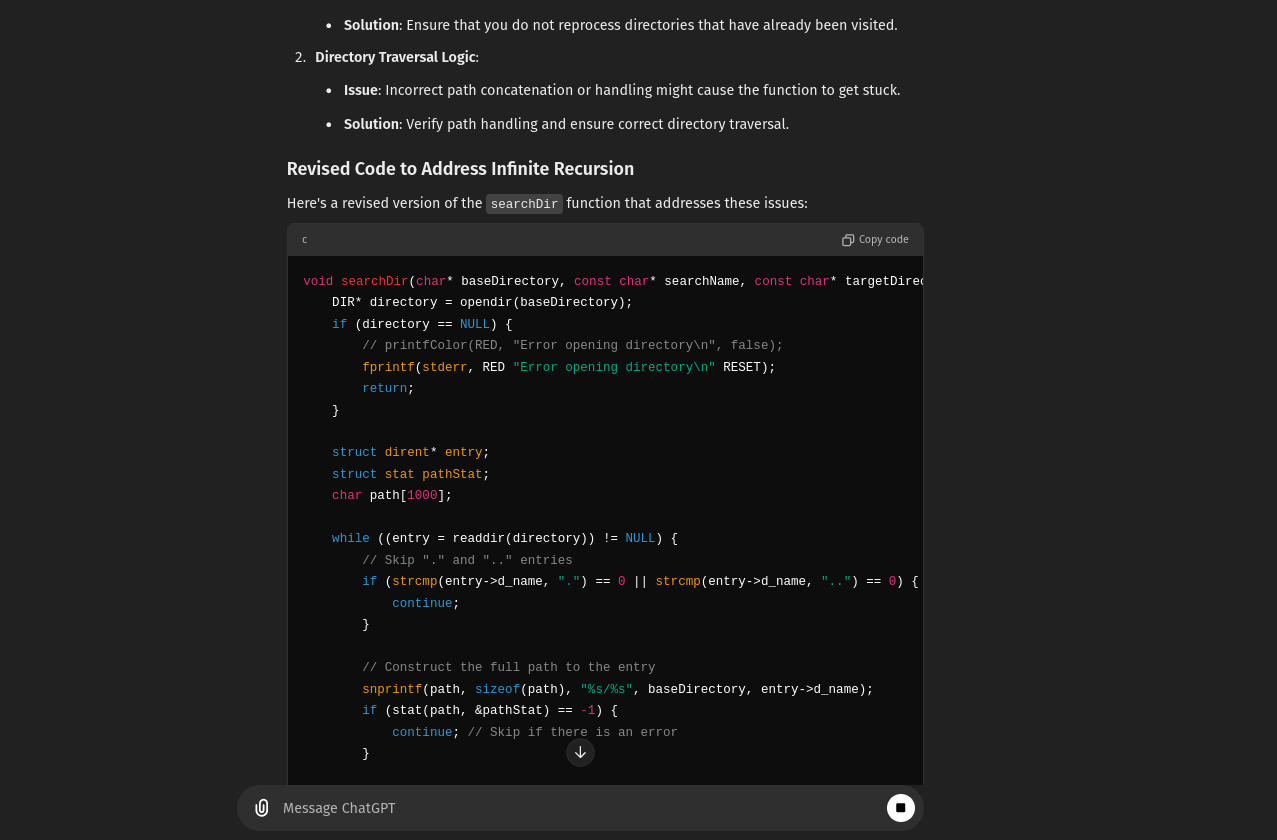 • Solution: Ensure that you do not reprocess directories that have already been visited.
2. Directory Traversal Logic:
• Issue: Incorrect path concatenation or handling might cause the function to get stuck.
• Solution: Verify path handling and ensure correct directory traversal.
Revised Code to Address Infinite Recursion
Here's a revised version of the searchDir function that addresses these issues:
c Copy code
void searchDir(char* baseDirectory, const char* searchName, const char* targetDirec
    DIR* directory = opendir(baseDirectory);
    if (directory == NULL) {
        // printfColor(RED, "Error opening directory\n", false);
        fprintf(stderr, RED "Error opening directory\n" RESET);
        return;
    }
    struct dirent* entry;
    struct stat pathStat;
    char path[1000];
    while ((entry = readdir(directory)) != NULL) {
        // Skip "." and ".." entries
        if (strcmp(entry->d_name, ".") == 0 || strcmp(entry->d_name, "..") == 0) {
            continue;
        }
        // Construct the full path to the entry
        snprintf(path, sizeof(path), "%s/%s", baseDirectory, entry->d_name);
        if (stat(path, &pathStat) == -1) {
            continue; // Skip if there is an error
        }
Message ChatGPT